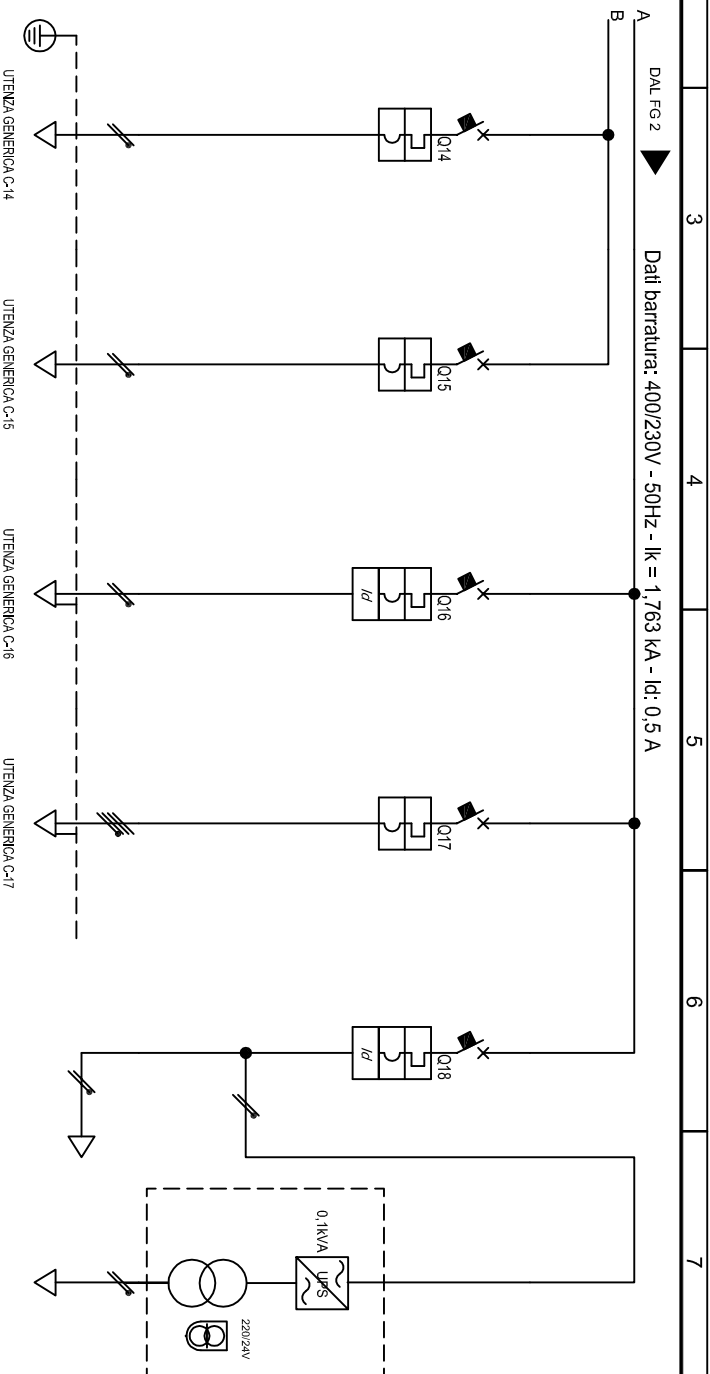 3
4
5
6
7
A
B
DAL FG 2
Dati barratura: 400/230V - 50Hz - Ik = 1,763 kA - Id: 0,5 A
Q14
Q15
Q16
Q17
Q18
Id
Id
0,1kVA
UPS
220/24V
UTENZA GENERICA C-14
UTENZA GENERICA C-15
UTENZA GENERICA C-16
UTENZA GENERICA C-17